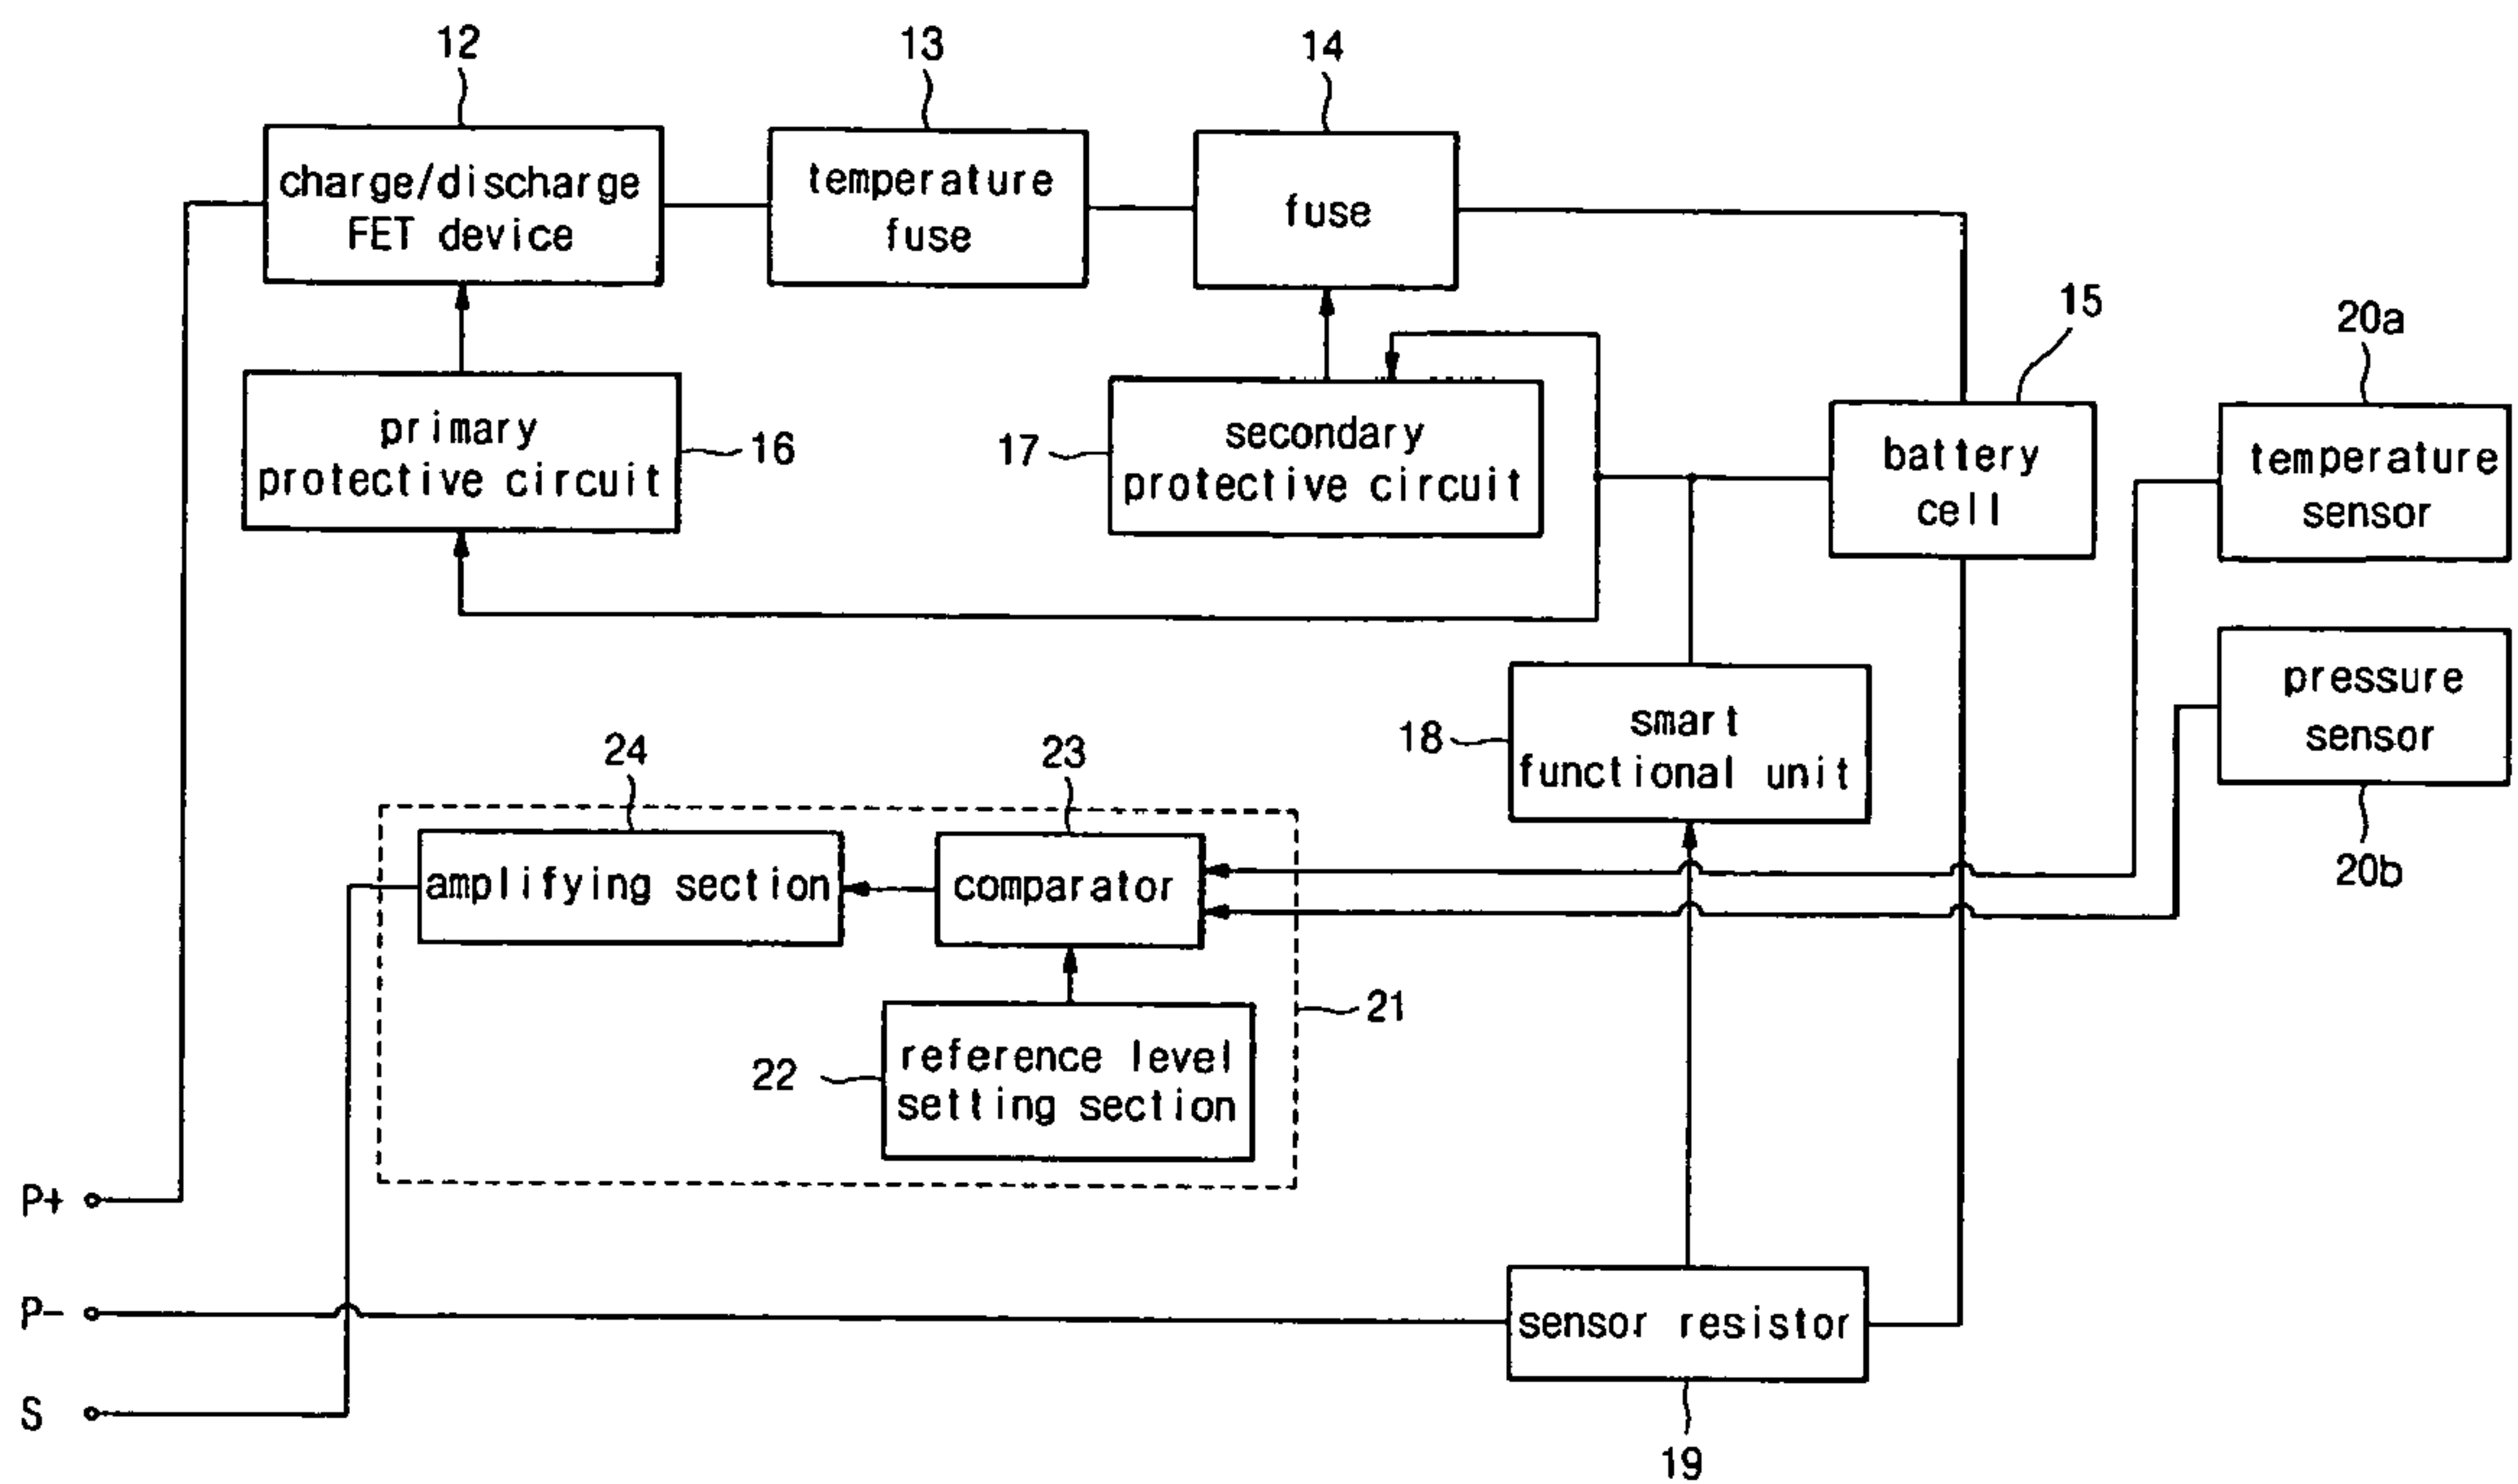 12
13
14
charge/discharge
FET device
temperature
fuse
fuse
15
20a
primary
protective circuit
16
17
secondary
protective circuit
battery
cell
temperature
sensor
pressure
sensor
20b
18
smart
functional unit
24
23
amplifying section
comparator
21
22
reference level
setting section
P+
P-
S
sensor resistor
19